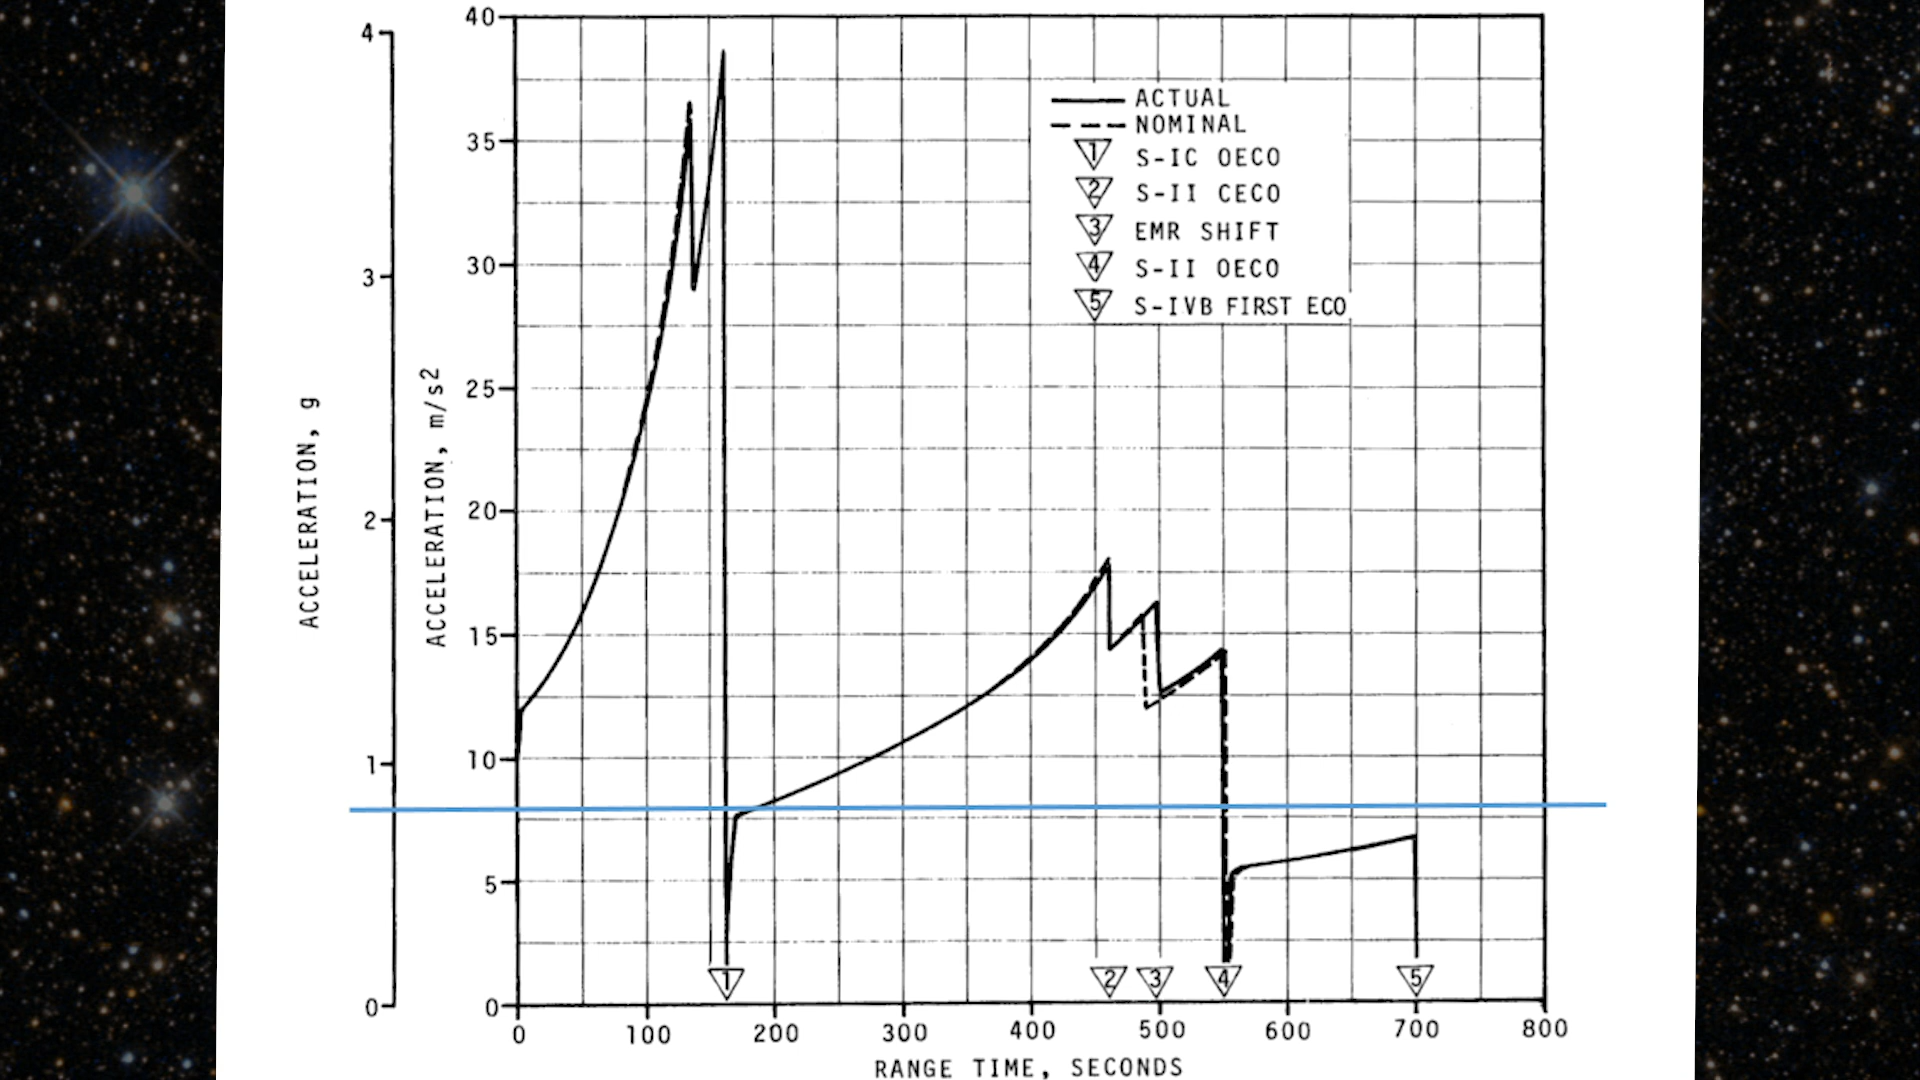 ACCELERATION, g
4
3
2
1
0
ACCELERATION, m/s2
40
35
30
25
20
15
10
5
0
ACTUAL
NOMINAL
1 S-IC OECO
2 S-II CECO
3 EMR SHIFT
4 S-II OECO
5 S-IVB FIRST ECO
1 2 3 4 5
0 100 200 300 400 500 600 700 800
RANGE TIME, SECONDS